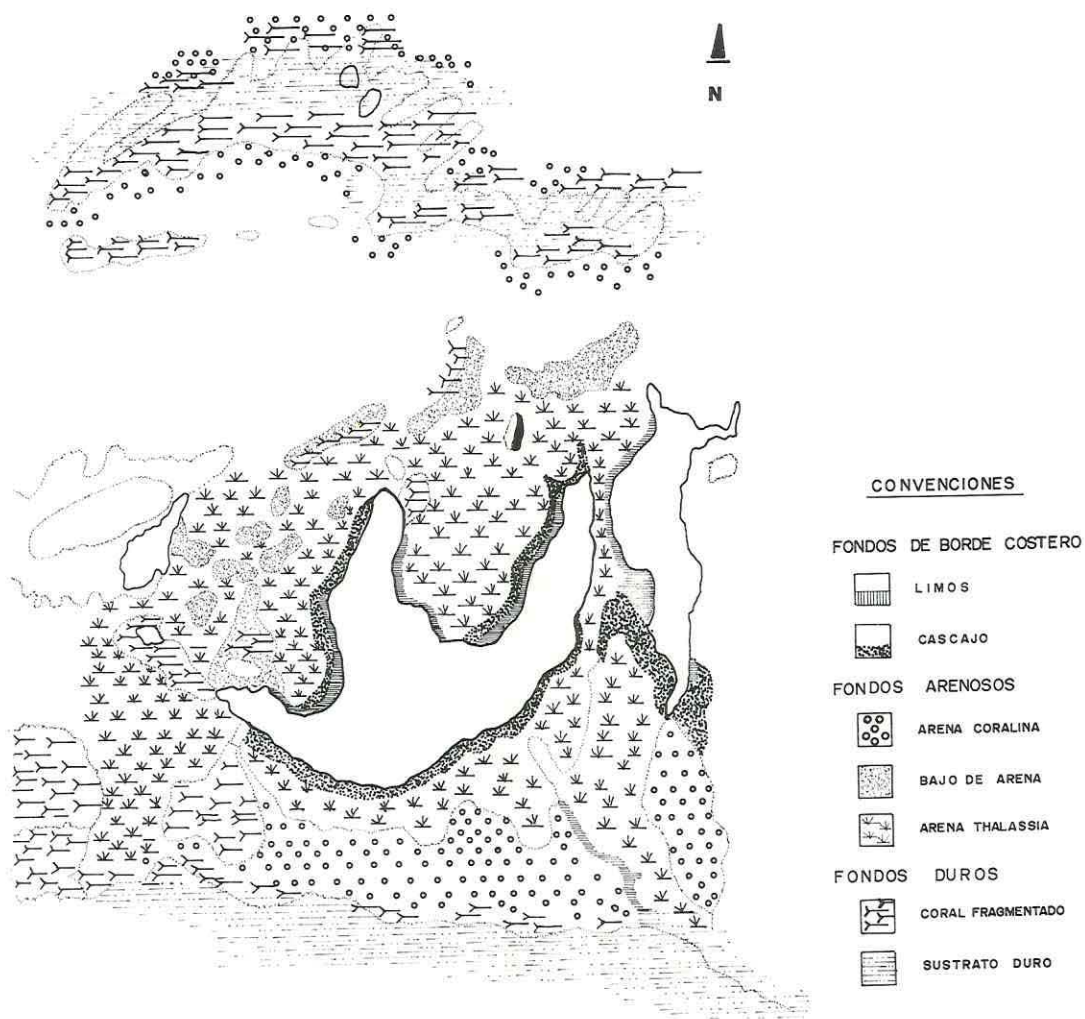 N
CONVENCIONES
FONDOS DE BORDE COSTERO
LIMOS
CASCAJO
FONDOS ARENOSOS
ARENA CORALINA
BAJO DE ARENA
ARENA THALASSIA
FONDOS DUROS
CORAL FRAGMENTADO
SUSTRATO DURO